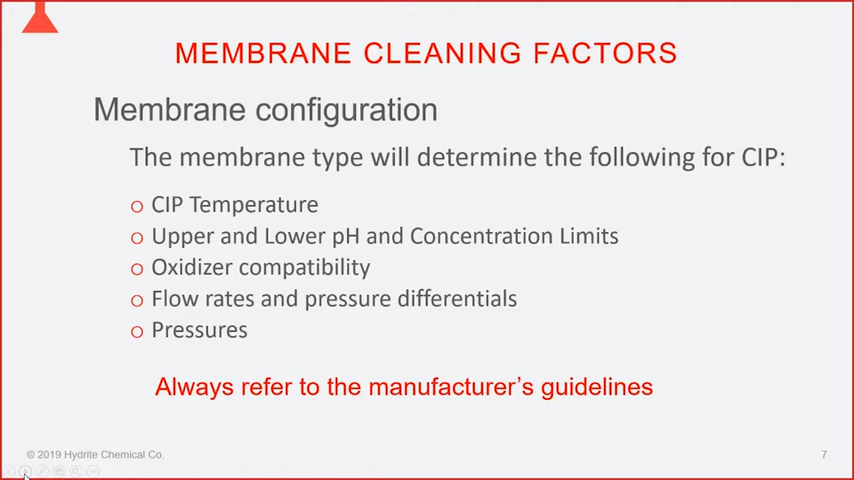 MEMBRANE CLEANING FACTORS
Membrane configuration
The membrane type will determine the following for CIP:
CIP Temperature
Upper and Lower pH and Concentration Limits
Oxidizer compatibility
Flow rates and pressure differentials
Pressures
Always refer to the manufacturer's guidelines
© 2019 Hydrite Chemical Co.
7